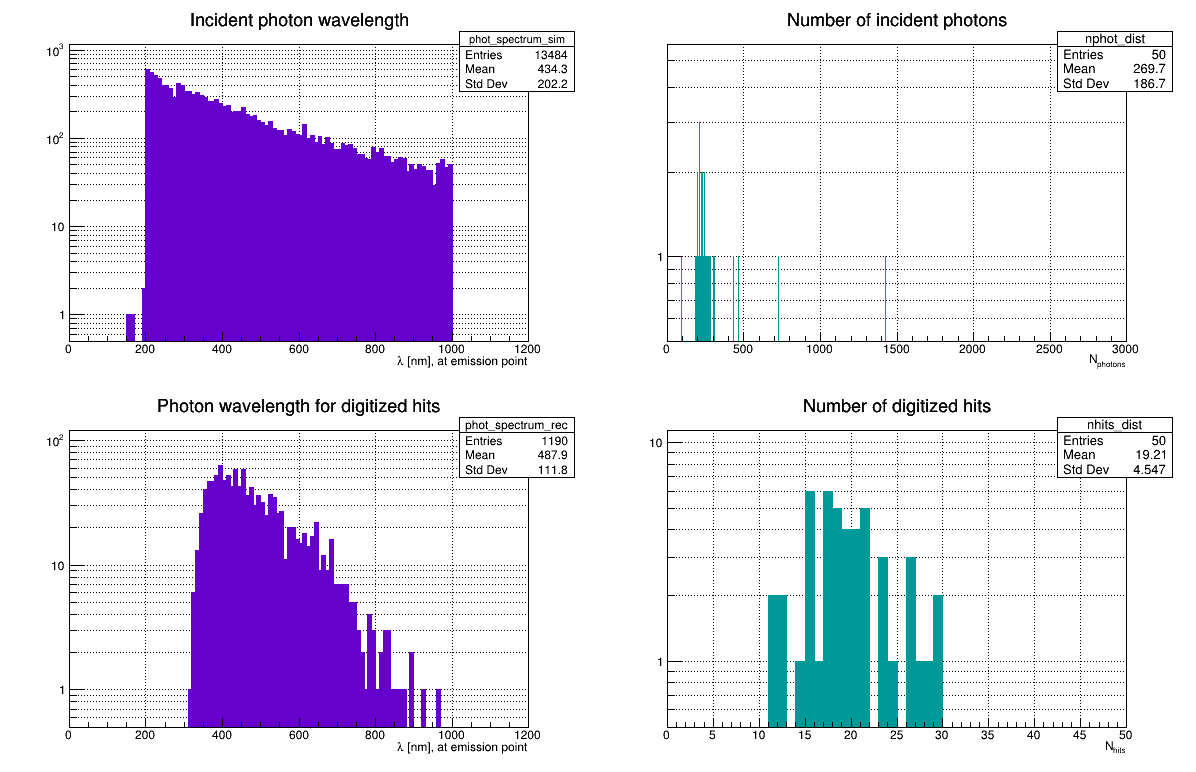 Incident photon wavelength
phot_spectrum_sim
Entries 13484
Mean 434.3
Std Dev 202.2
10³
10²
10
1
0 200 400 600 800 1000 1200
λ [nm], at emission point
Number of incident photons
nphot_dist
Entries 50
Mean 269.7
Std Dev 186.7
1
0 500 1000 1500 2000 2500 3000
N_photons
Photon wavelength for digitized hits
phot_spectrum_rec
Entries 1190
Mean 487.9
Std Dev 111.8
10²
10
1
0 200 400 600 800 1000 1200
λ [nm], at emission point
Number of digitized hits
nhits_dist
Entries 50
Mean 19.21
Std Dev 4.547
10
1
0 5 10 15 20 25 30 35 40 45 50
N_hits